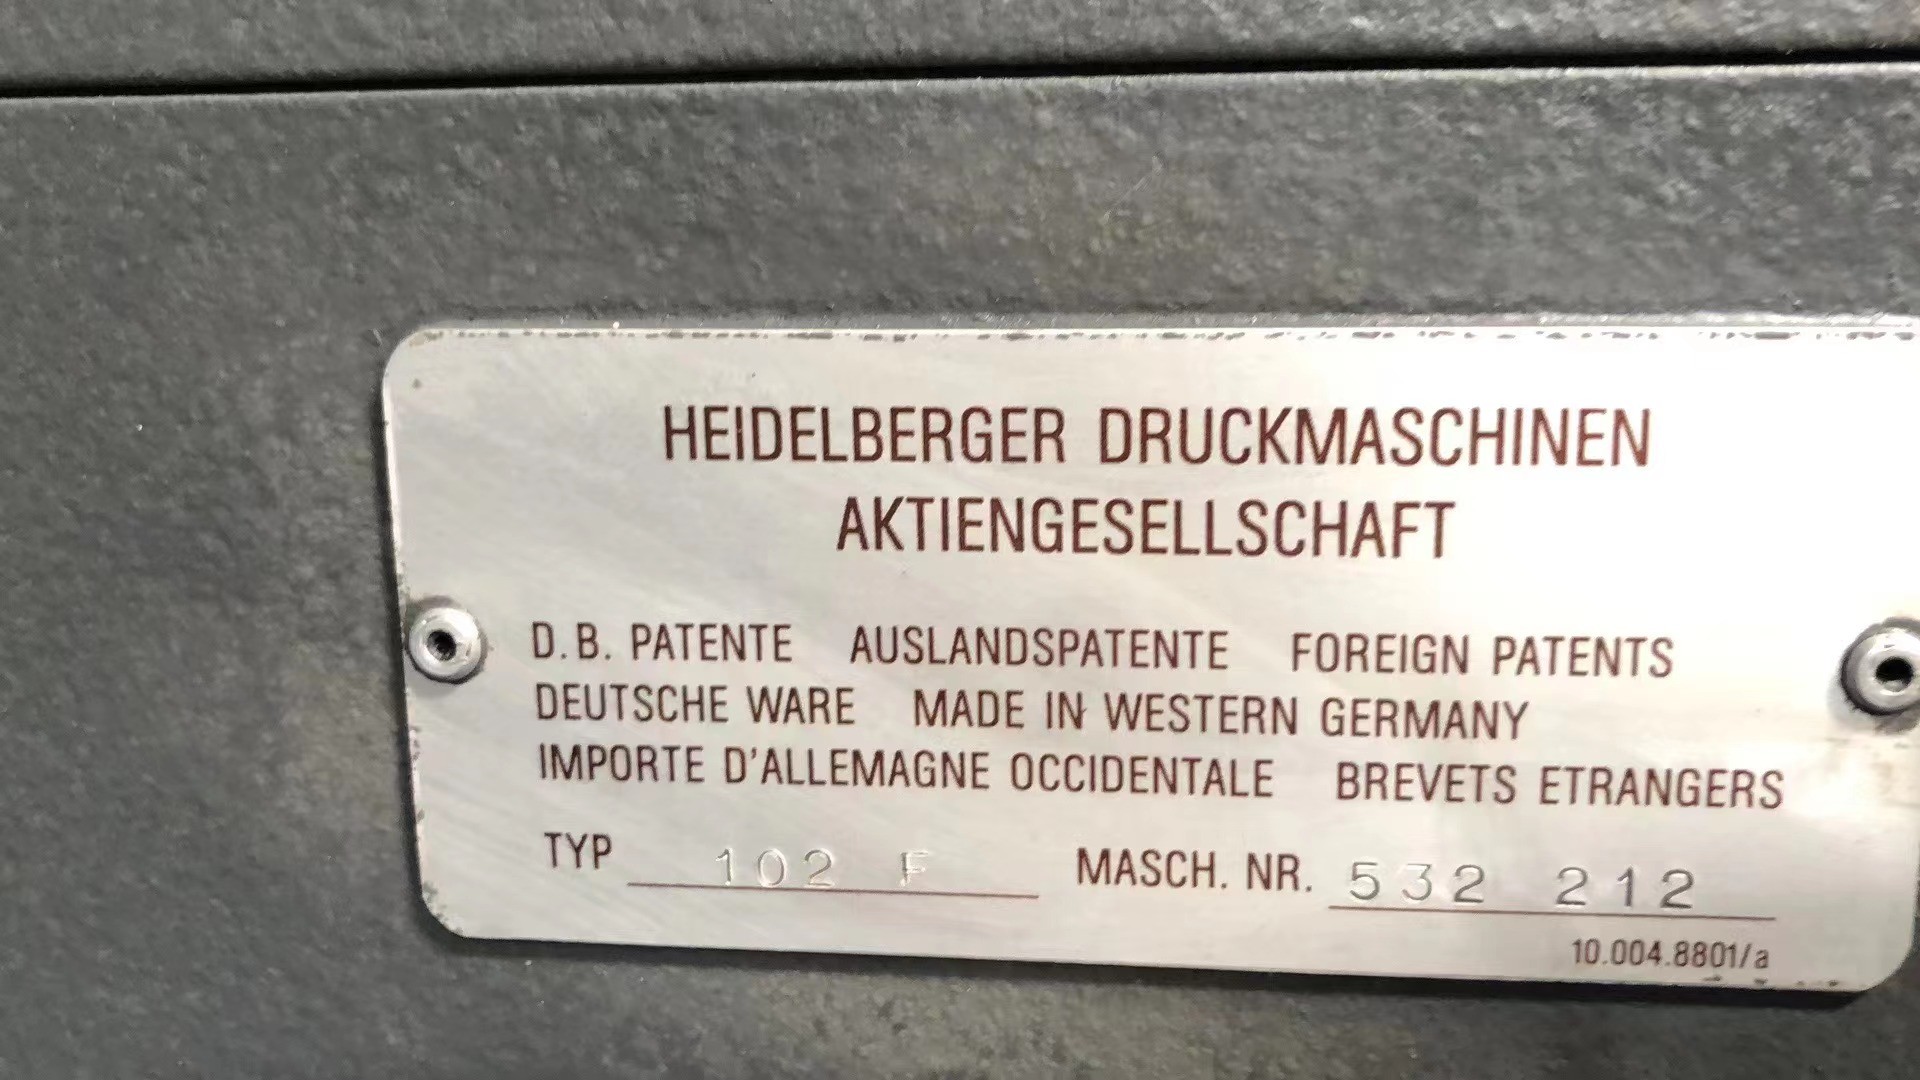 HEIDELBERGER DRUCKMASCHINEN
AKTIENGESELLSCHAFT
D.B. PATENTE AUSLANDSPATENTE FOREIGN PATENTS
DEUTSCHE WARE MADE IN WESTERN GERMANY
IMPORTE D'ALLEMAGNE OCCIDENTALE BREVETS ETRANGERS
TYP 102 F MASCH. NR. 532 212
10.004.8801/a